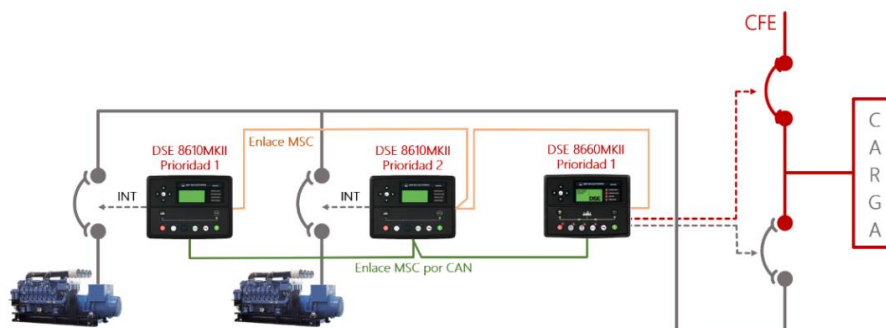 CFE
Enlace MSC
DSE 8610MKII
Prioridad 1
DSE 8610MKII
Prioridad 2
DSE 8660MKII
Prioridad 1
INT
INT
DSE
Enlace MSC por CAN
C
A
R
G
A